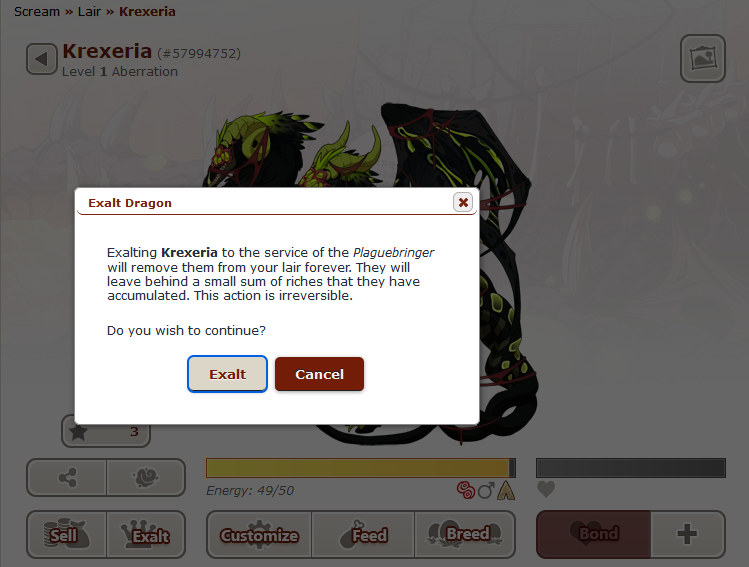 Scream » Lair » Krexeria
Krexeria (#57994752)
Level 1 Aberration
Exalt Dragon
Exalting Krexeria to the service of the Plaguebringer
will remove them from your lair forever. They will
leave behind a small sum of riches that they have
accumulated. This action is irreversible.
Do you wish to continue?
Exalt Cancel
3
Energy: 49/50
Sell Exalt Customize Feed Breed Bond